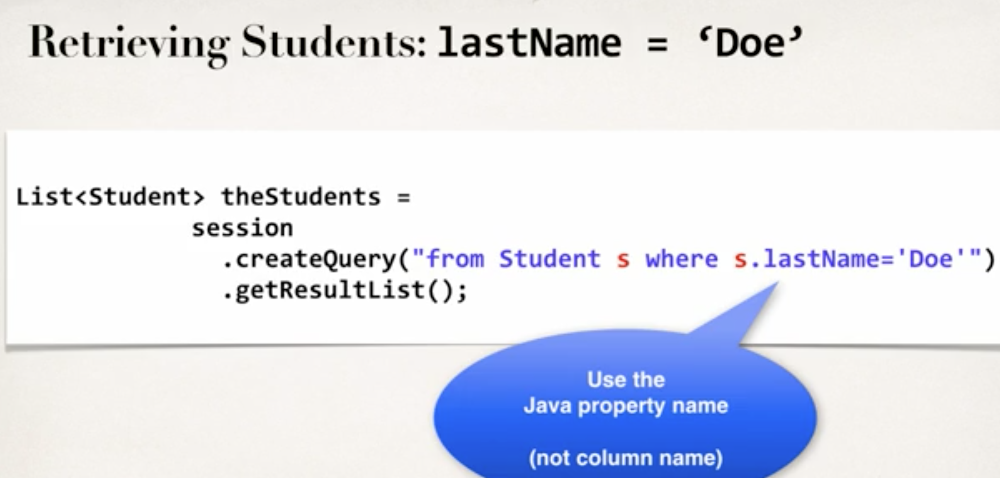 Retrieving Students: lastName = ‘Doe’
List<Student> theStudents =
session
.createQuery("from Student s where s.lastName='Doe'")
.getResultList();
Use the
Java property name
(not column name)